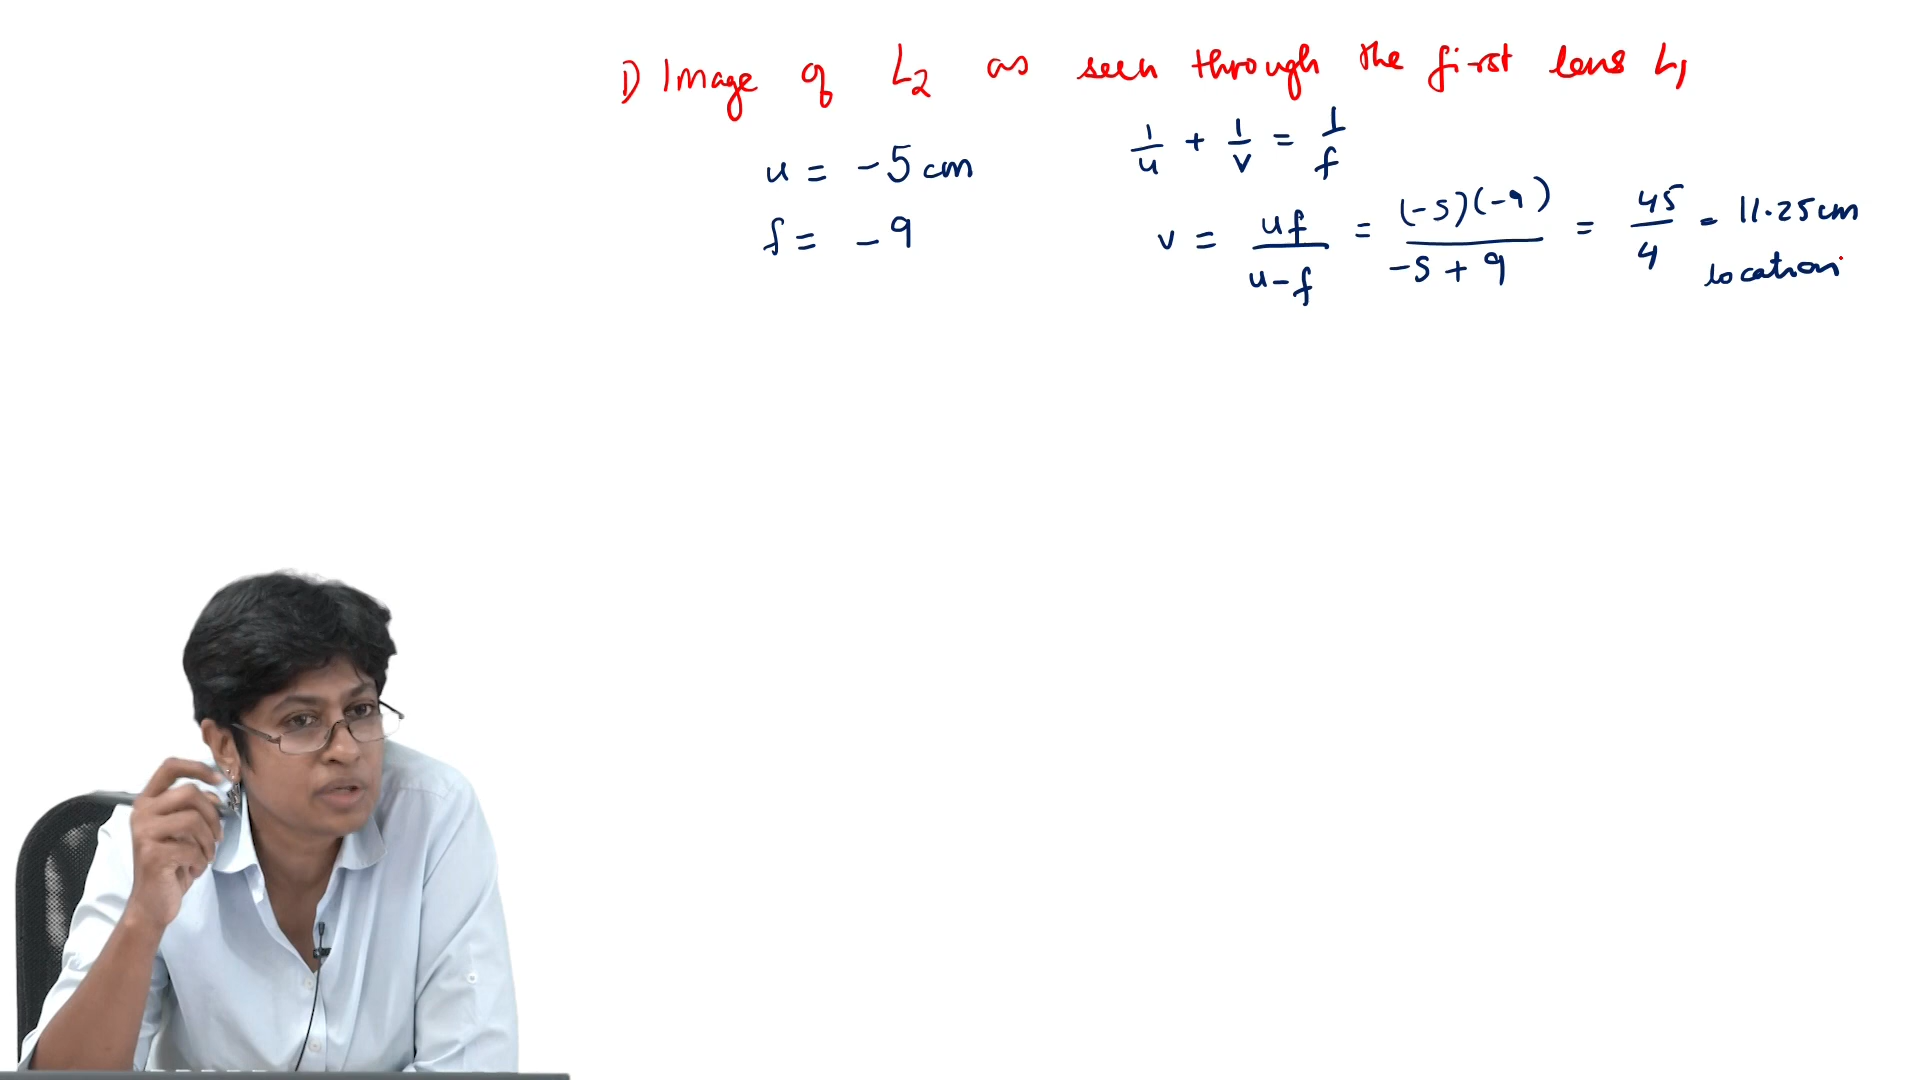 1) Image of L₂ as seen through the first lens L₁
u = -5 cm
1/u + 1/v = 1/f
f = -9
v = uf/(u-f) = (-5)(-9)/(-5+9) = 45/4 = 11.25 cm
location